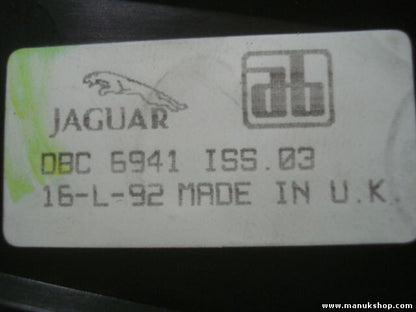 ab
JAGUAR
DBC 6941 ISS.03
16-L-92 MADE IN U.K.
www.manukshop.com